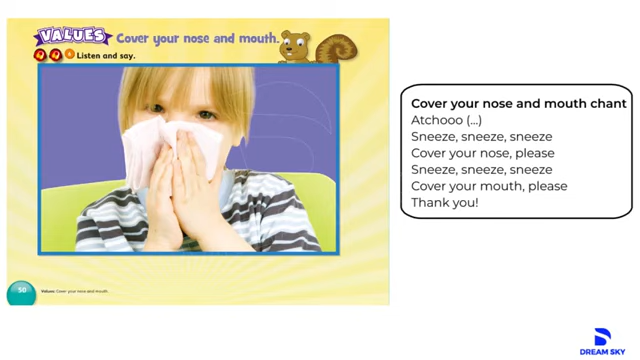 VALUES Cover your nose and mouth.
Listen and say.
50
Values: Cover your nose and mouth.
Cover your nose and mouth chant
Atchooo (...)
Sneeze, sneeze, sneeze
Cover your nose, please
Sneeze, sneeze, sneeze
Cover your mouth, please
Thank you!
DREAM SKY